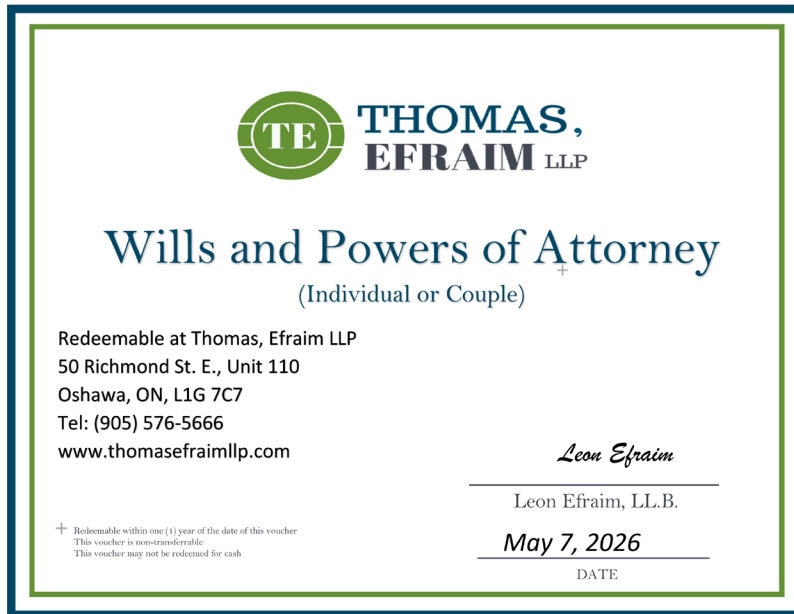 TE
THOMAS,
EFRAIM LLP
Wills and Powers of Attorney
(Individual or Couple)
Redeemable at Thomas, Efraim LLP
50 Richmond St. E., Unit 110
Oshawa, ON, L1G 7C7
Tel: (905) 576-5666
www.thomasefraimllp.com
Leon Efraim
Leon Efraim, LL.B.
May 7, 2026
DATE
Redeemable within one (1) year of the date of this voucher
This voucher is non-transferrable
This voucher may not be redeemed for cash